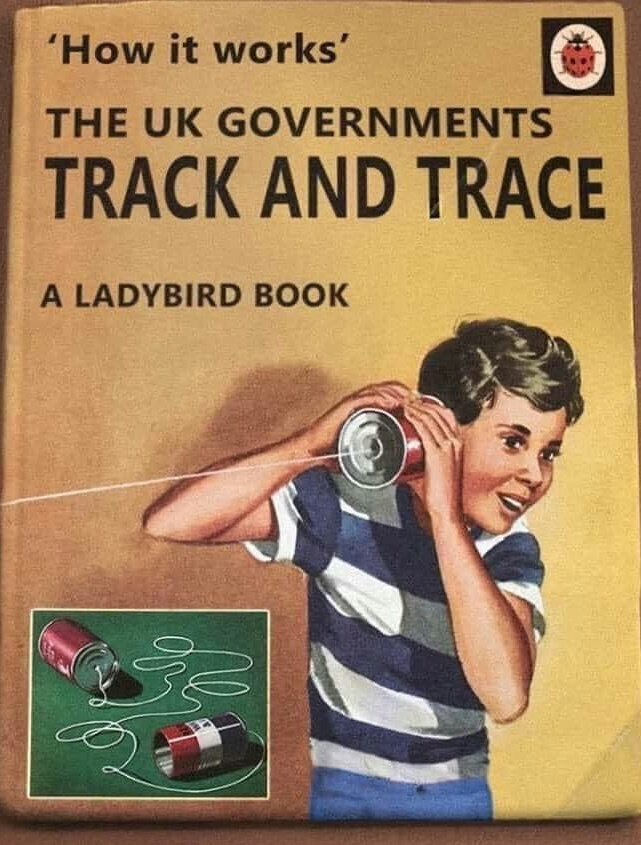 ‘How it works’
THE UK GOVERNMENTS
TRACK AND TRACE
A LADYBIRD BOOK